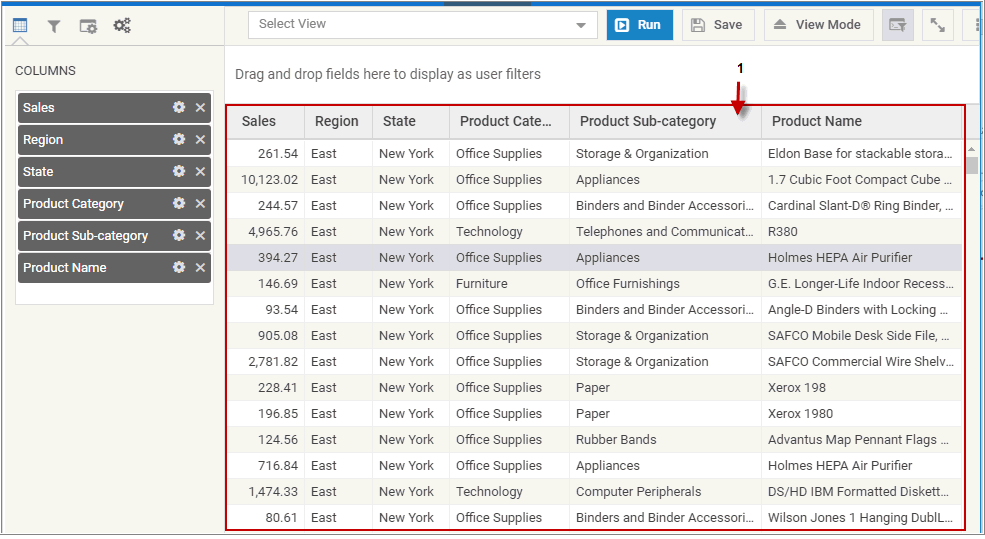 Select View Run Save View Mode
COLUMNS
Drag and drop fields here to display as user filters
1
Sales
Region
State
Product Category
Product Sub-category
Product Name
Sales Region State Product Cate... Product Sub-category Product Name
261.54 East New York Office Supplies Storage & Organization Eldon Base for stackable stora...
10,123.02 East New York Office Supplies Appliances 1.7 Cubic Foot Compact Cube ...
244.57 East New York Office Supplies Binders and Binder Accessori... Cardinal Slant-D® Ring Binder, ...
4,965.76 East New York Technology Telephones and Communicat... R380
394.27 East New York Office Supplies Appliances Holmes HEPA Air Purifier
146.69 East New York Furniture Office Furnishings G.E. Longer-Life Indoor Recess...
93.54 East New York Office Supplies Binders and Binder Accessori... Angle-D Binders with Locking ...
905.08 East New York Office Supplies Storage & Organization SAFCO Mobile Desk Side File, ...
2,781.82 East New York Office Supplies Storage & Organization SAFCO Commercial Wire Shelv...
228.41 East New York Office Supplies Paper Xerox 198
196.85 East New York Office Supplies Paper Xerox 1980
124.56 East New York Office Supplies Rubber Bands Advantus Map Pennant Flags ...
716.84 East New York Office Supplies Appliances Holmes HEPA Air Purifier
1,474.33 East New York Technology Computer Peripherals DS/HD IBM Formatted Diskett...
80.61 East New York Office Supplies Binders and Binder Accessori... Wilson Jones 1 Hanging DublL...